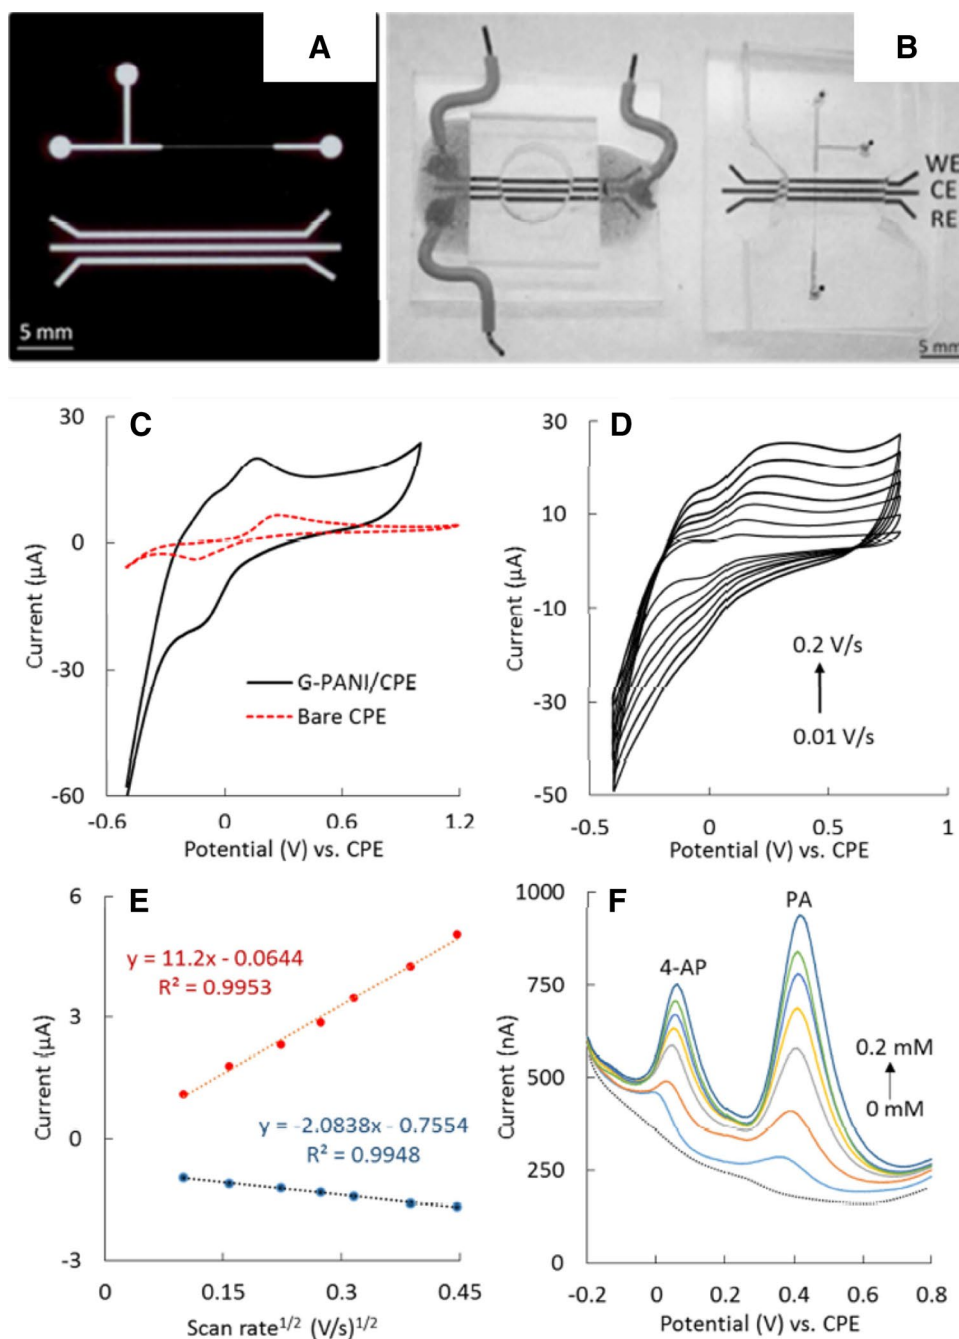 A
5 mm
B
WE
CE
RE
5 mm
C
30
0
-30
-60
Current (µA)
G-PANI/CPE
Bare CPE
-0.6
0
0.6
1.2
Potential (V) vs. CPE
D
30
10
-10
-30
-50
Current (µA)
0.2 V/s
0.01 V/s
-0.5
0
0.5
1
Potential (V) vs. CPE
E
6
3
0
-3
Current (µA)
y = 11.2x - 0.0644
R² = 0.9953
y = -2.0838x - 0.7554
R² = 0.9948
0
0.15
0.3
0.45
Scan rate¹/² (V/s)¹/²
F
1000
750
500
250
0
Current (nA)
PA
4-AP
0.2 mM
0 mM
-0.2
0
0.2
0.4
0.6
0.8
Potential (V) vs. CPE